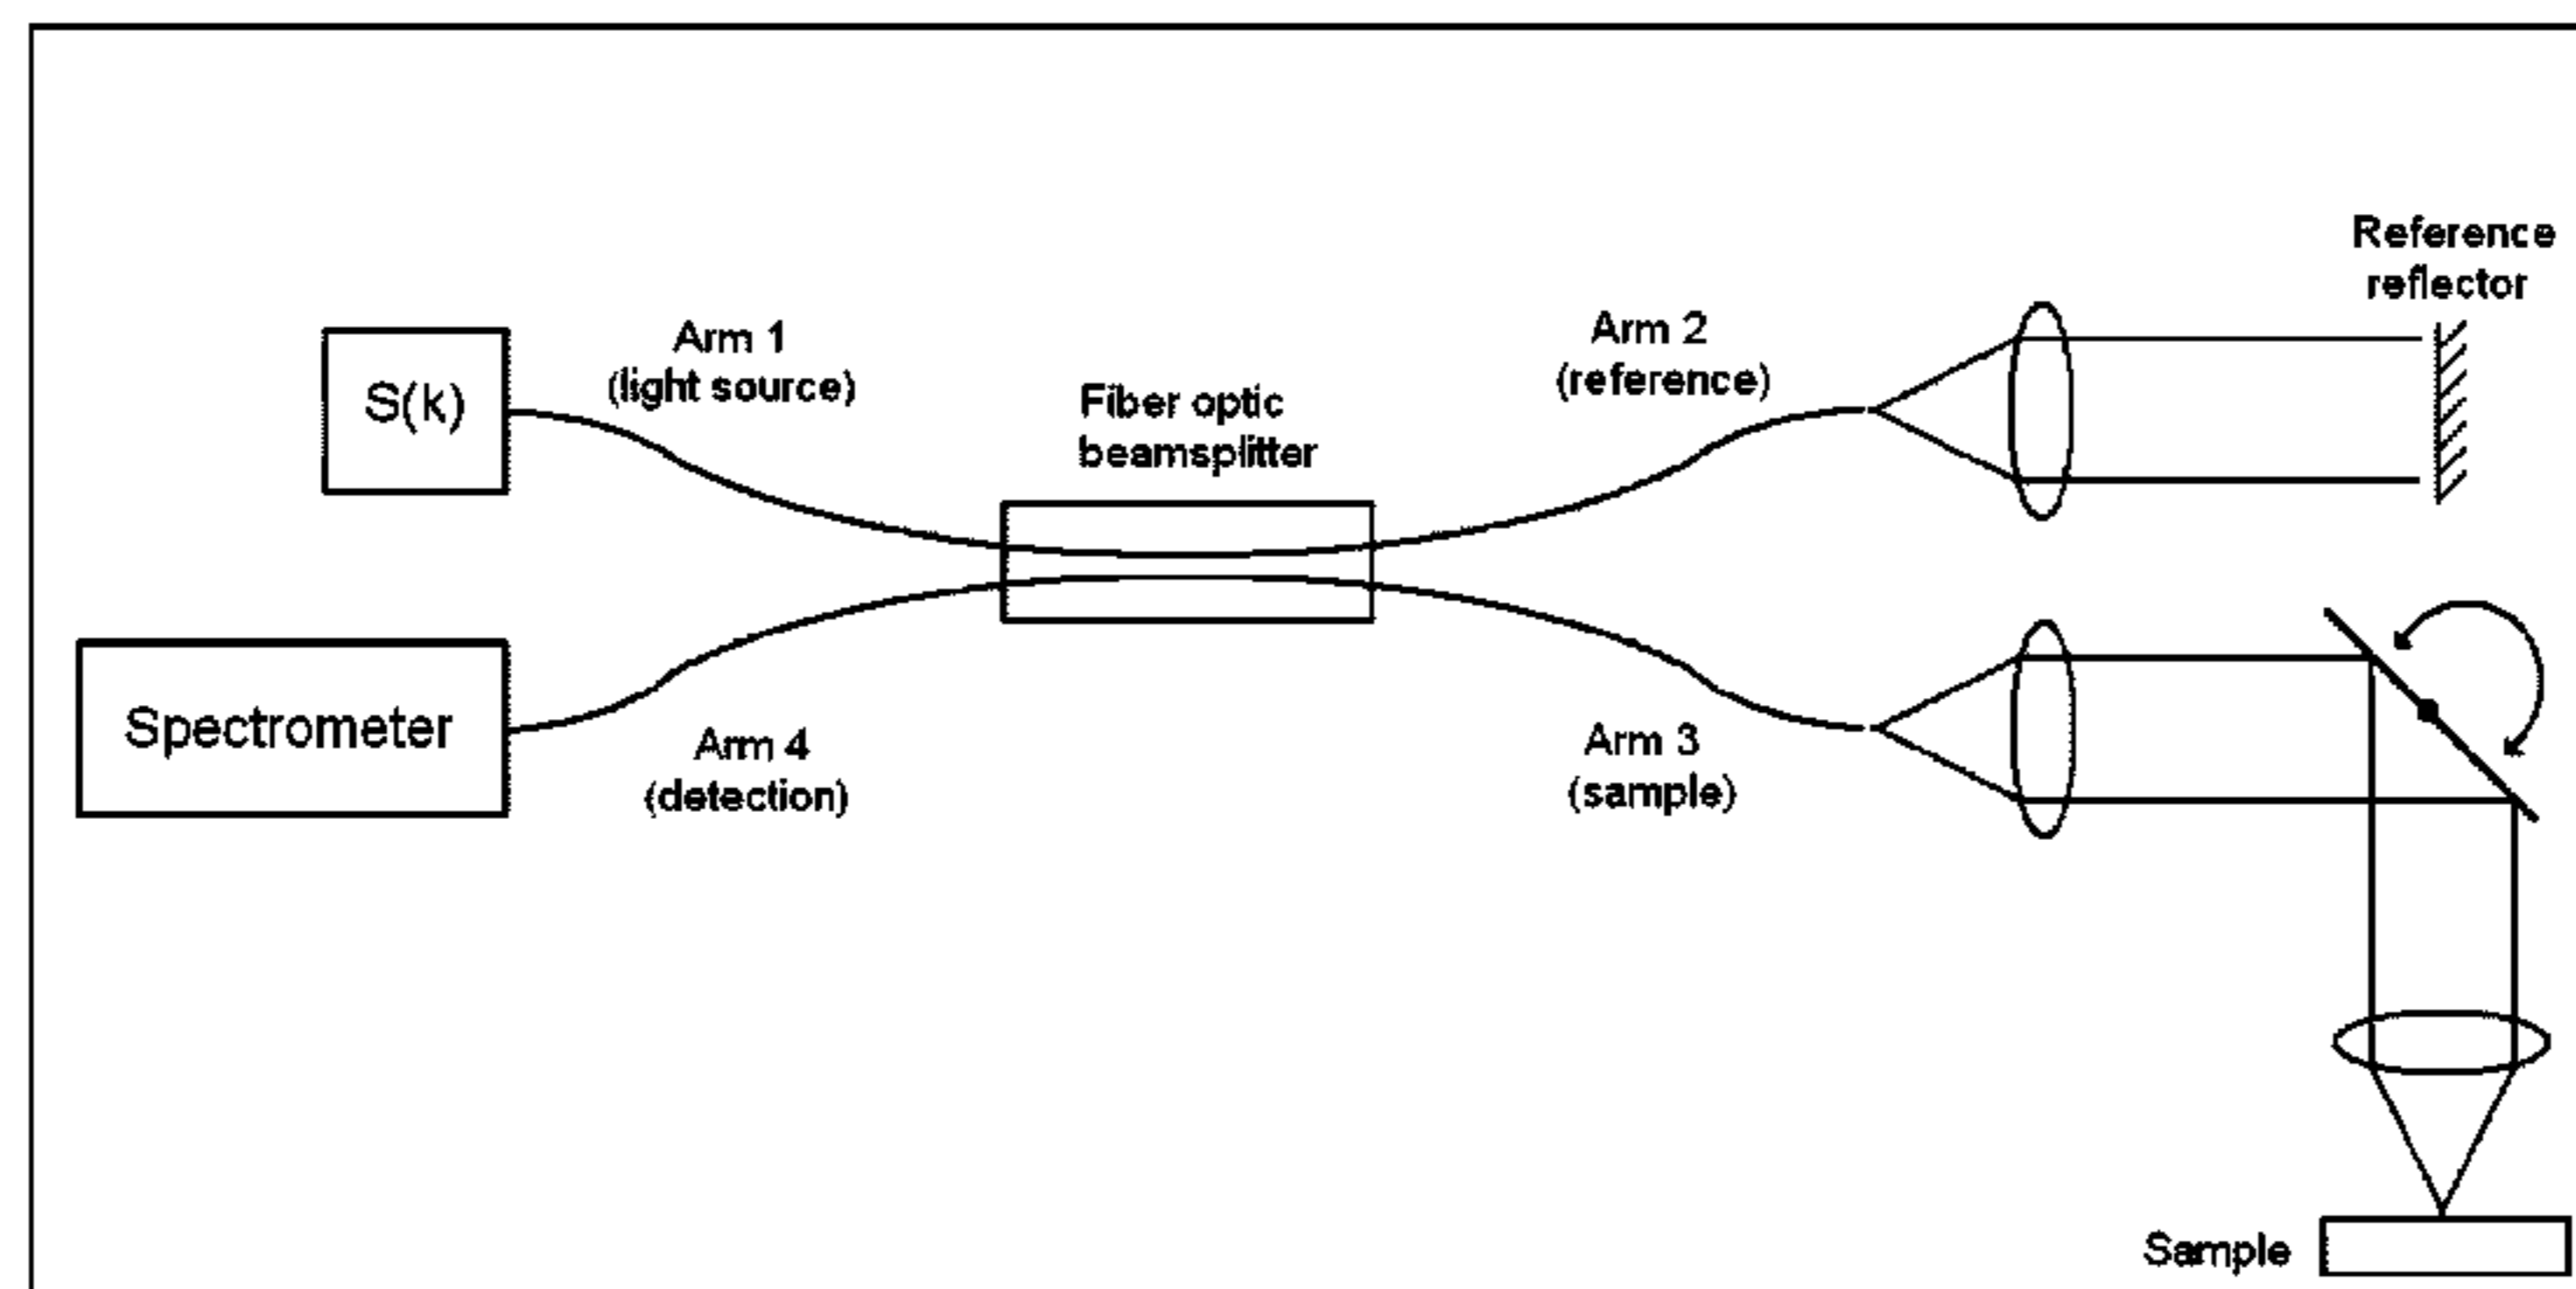 Reference
reflector
Arm 1
(light source)
Arm 2
(reference)
S(k)
Fiber optic
beamsplitter
Spectrometer
Arm 4
(detection)
Arm 3
(sample)
Sample